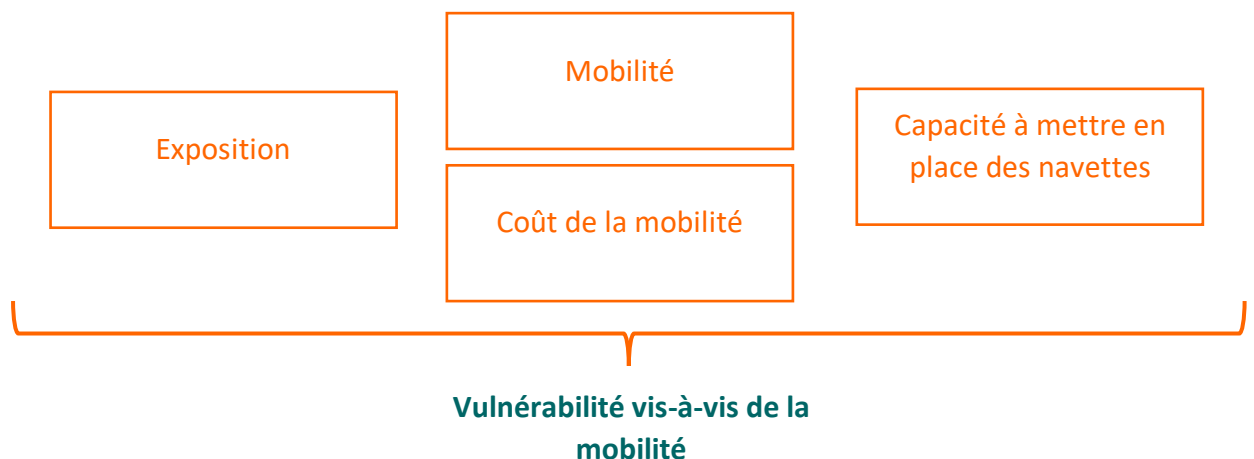 Exposition
Mobilité
Coût de la mobilité
Capacité à mettre en
place des navettes
Vulnérabilité vis-à-vis de la
mobilité